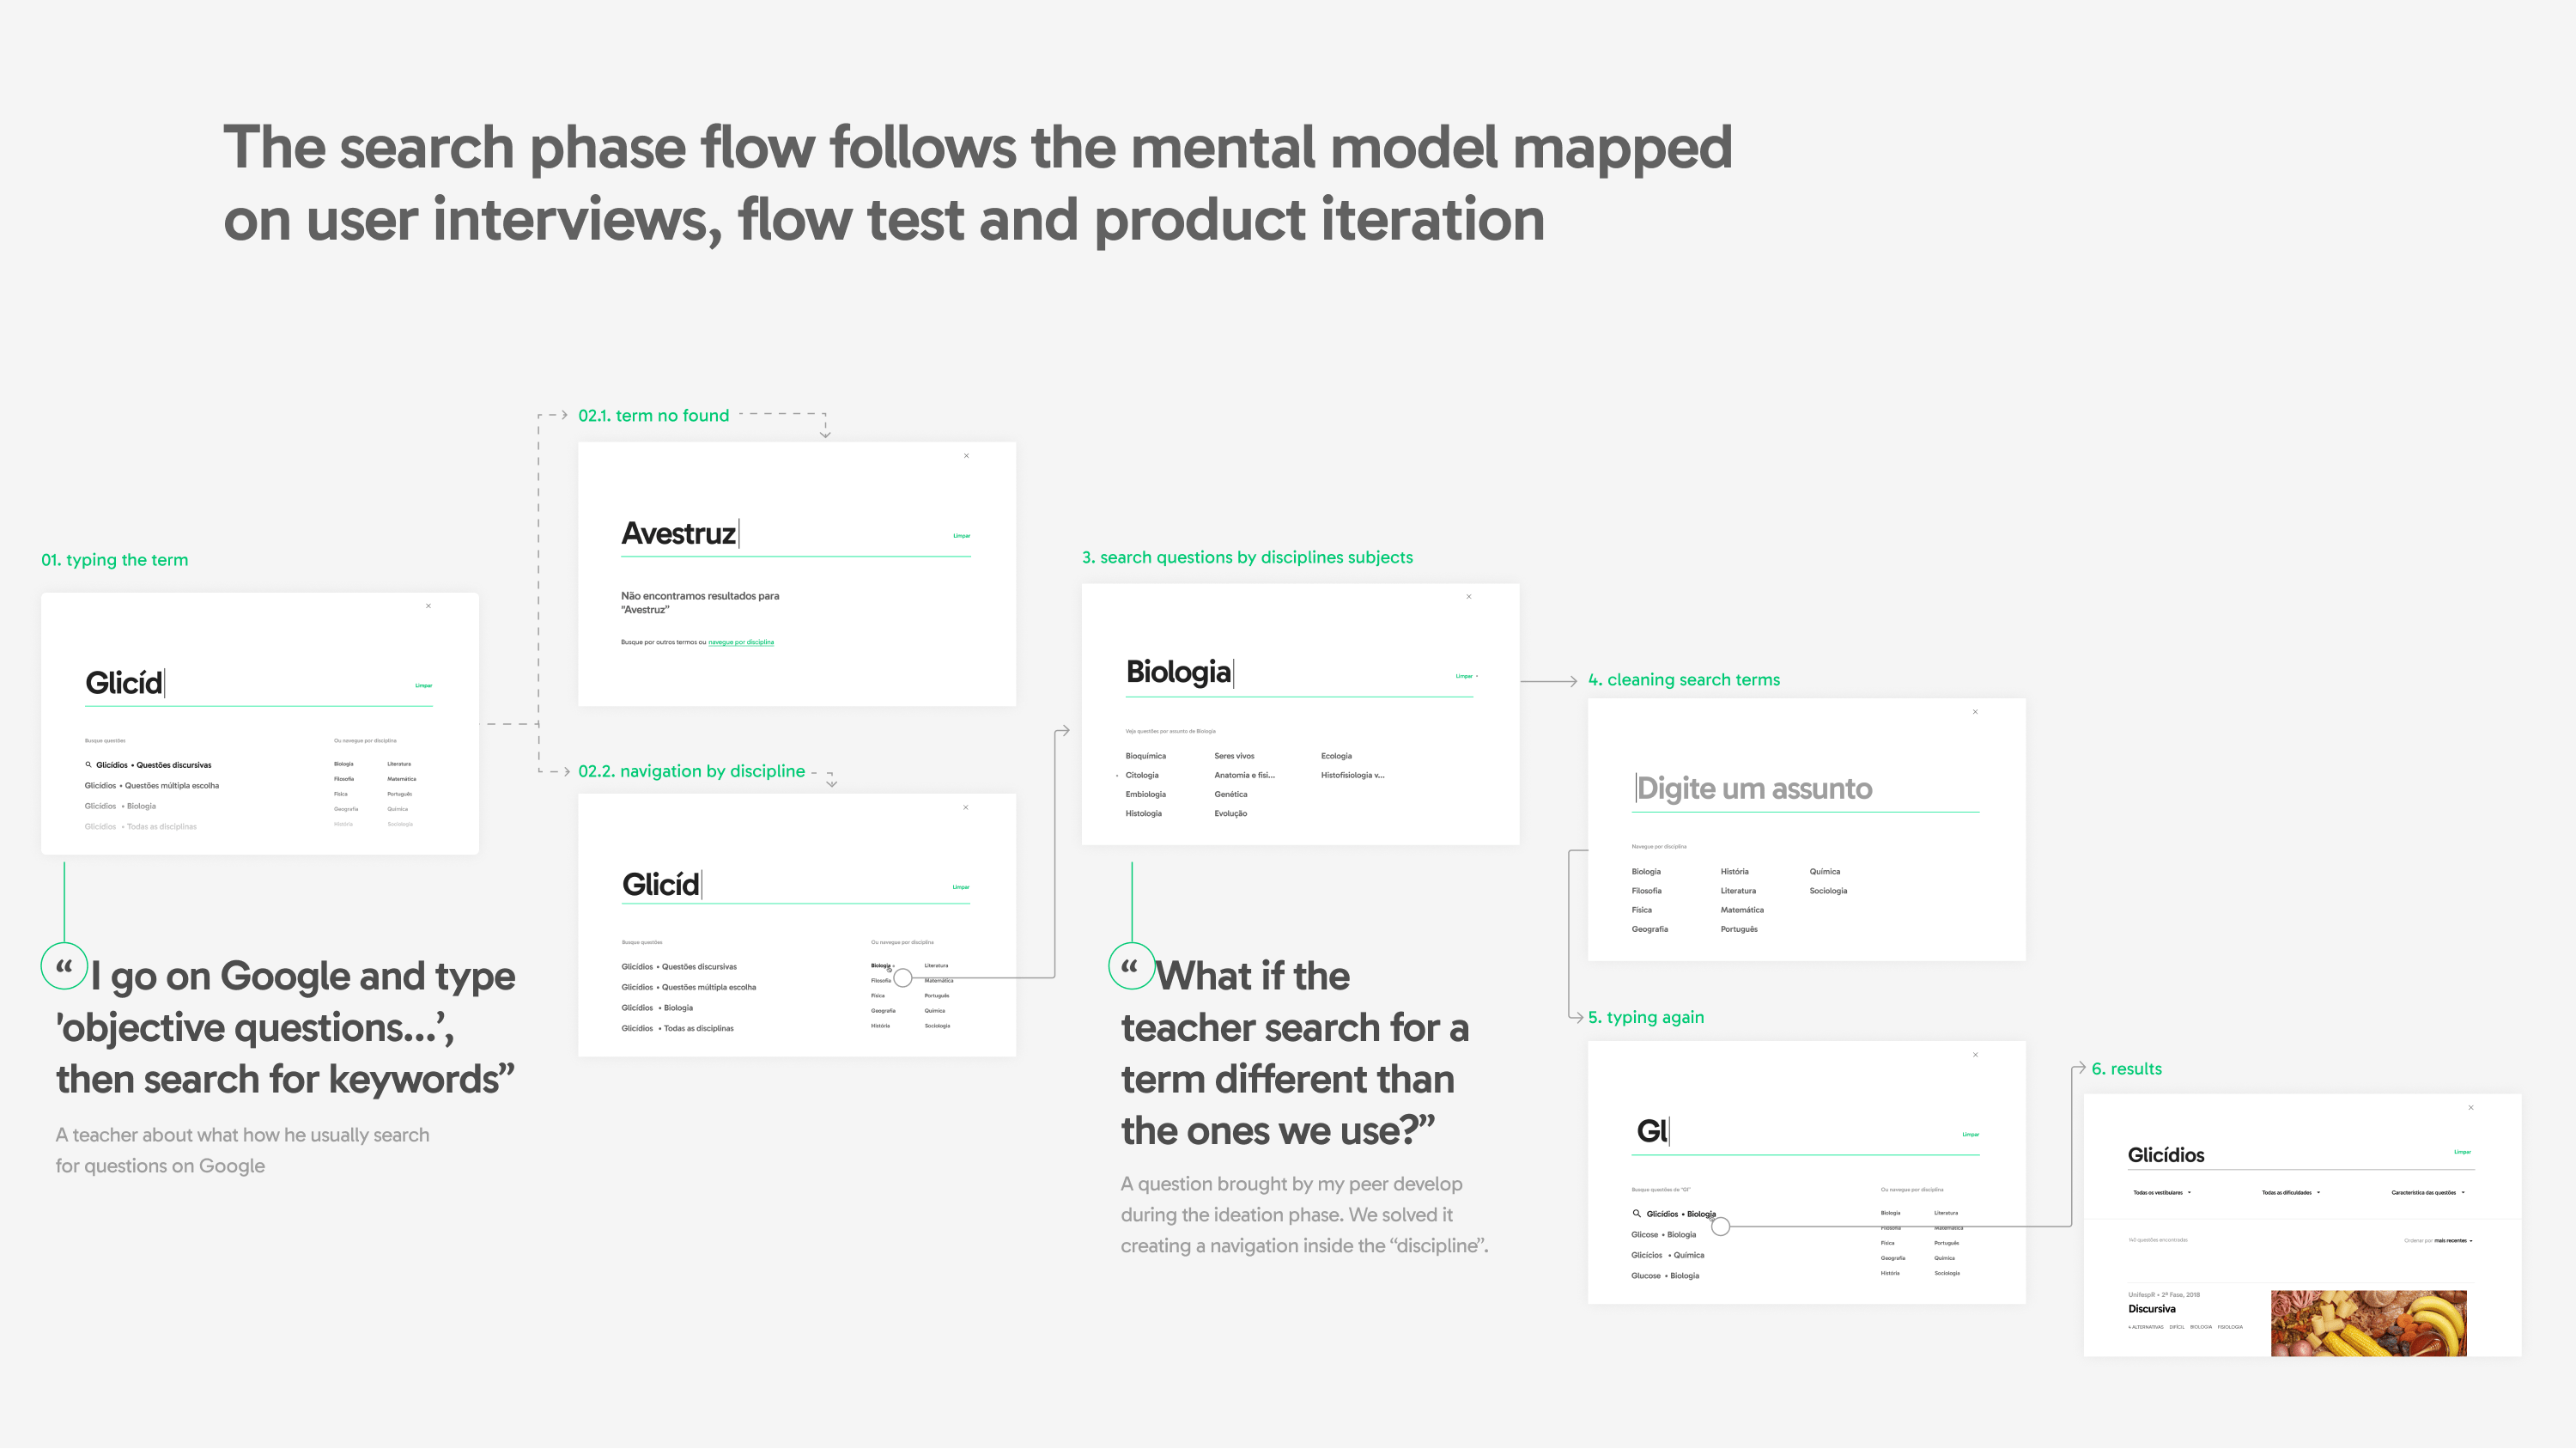 The search phase flow follows the mental model mapped
on user interviews, flow test and product iteration
01. typing the term
×
Glicíd
Limpar
Busque questões
Ou navegue por disciplina
Glicídios • Questões discursivas
Glicídios • Questões múltipla escolha
Glicídios • Biologia
Glicídios • Todas as disciplinas
Biologia Literatura
Filosofia Matemática
Física Português
Geografia Química
História Sociologia
“ I go on Google and type
'objective questions...’,
then search for keywords”
A teacher about what how he usually search
for questions on Google
02.1. term no found
×
Avestruz
Limpar
Não encontramos resultados para
“Avestruz”
Busque por outros termos ou navegue por disciplina
02.2. navigation by discipline
×
Glicíd
Limpar
Busque questões
Ou navegue por disciplina
Glicídios • Questões discursivas
Glicídios • Questões múltipla escolha
Glicídios • Biologia
Glicídios • Todas as disciplinas
Biologia Literatura
Filosofia Matemática
Física Português
Geografia Química
História Sociologia
3. search questions by disciplines subjects
×
Biologia
Limpar
Veja questões por assunto de Biologia
Bioquímica Seres vivos Ecologia
Citologia Anatomia e fisi... Histofisiologia v...
Embiologia Genética
Histologia Evolução
“ What if the
teacher search for a
term different than
the ones we use?”
A question brought by my peer develop
during the ideation phase. We solved it
creating a navigation inside the “discipline”.
4. cleaning search terms
×
Digite um assunto
Navegue por disciplina
Biologia História Química
Filosofia Literatura Sociologia
Física Matemática
Geografia Português
5. typing again
×
Gl
Limpar
Busque questões de “Gl”
Ou navegue por disciplina
Glicídios • Biologia
Glicose • Biologia
Glicícios • Química
Glucose • Biologia
Biologia Literatura
Filosofia Matemática
Física Português
Geografia Química
História Sociologia
6. results
×
Glicídios
Limpar
Todos os vestibulares Todas as dificuldades Característica das questões
140 questões encontradas
Ordenar por mais recentes
UnifespR • 2ª Fase, 2018
Discursiva
4 ALTERNATIVAS DIFÍCIL BIOLOGIA FISIOLOGIA